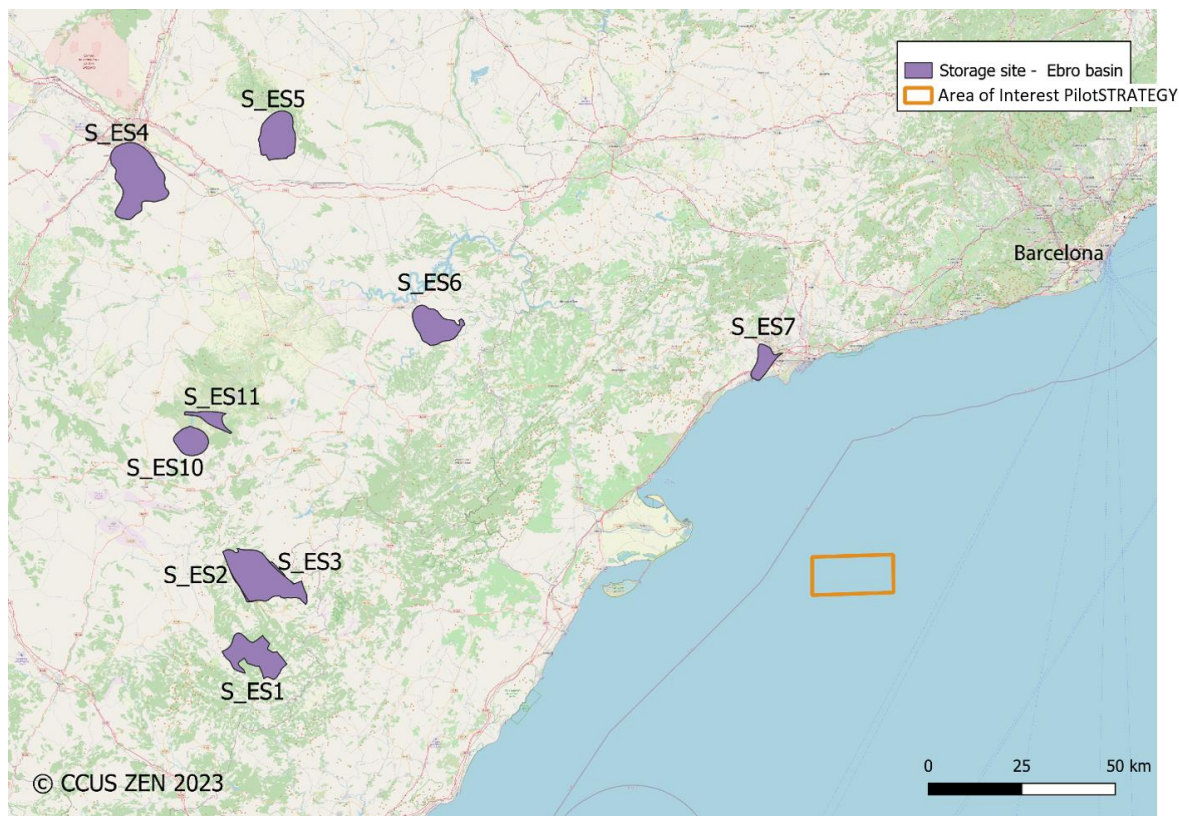 Storage site - Ebro basin
Area of Interest PilotSTRATEGY
S_ES5
S_ES4
Barcelona
S_ES6
S_ES7
S_ES11
S_ES10
S_ES3
S_ES2
S_ES1
0 25 50 km
© CCUS ZEN 2023